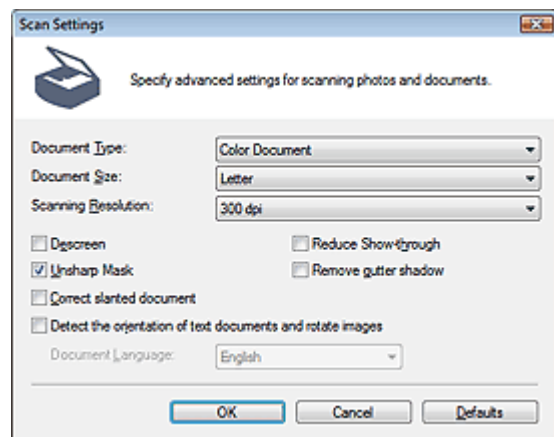 Scan Settings
Specify advanced settings for scanning photos and documents.
Document Type: Color Document
Document Size: Letter
Scanning Resolution: 300 dpi
Descreen Reduce Show-through
Unsharp Mask Remove gutter shadow
Correct slanted document
Detect the orientation of text documents and rotate images
Document Language: English
OK Cancel Defaults